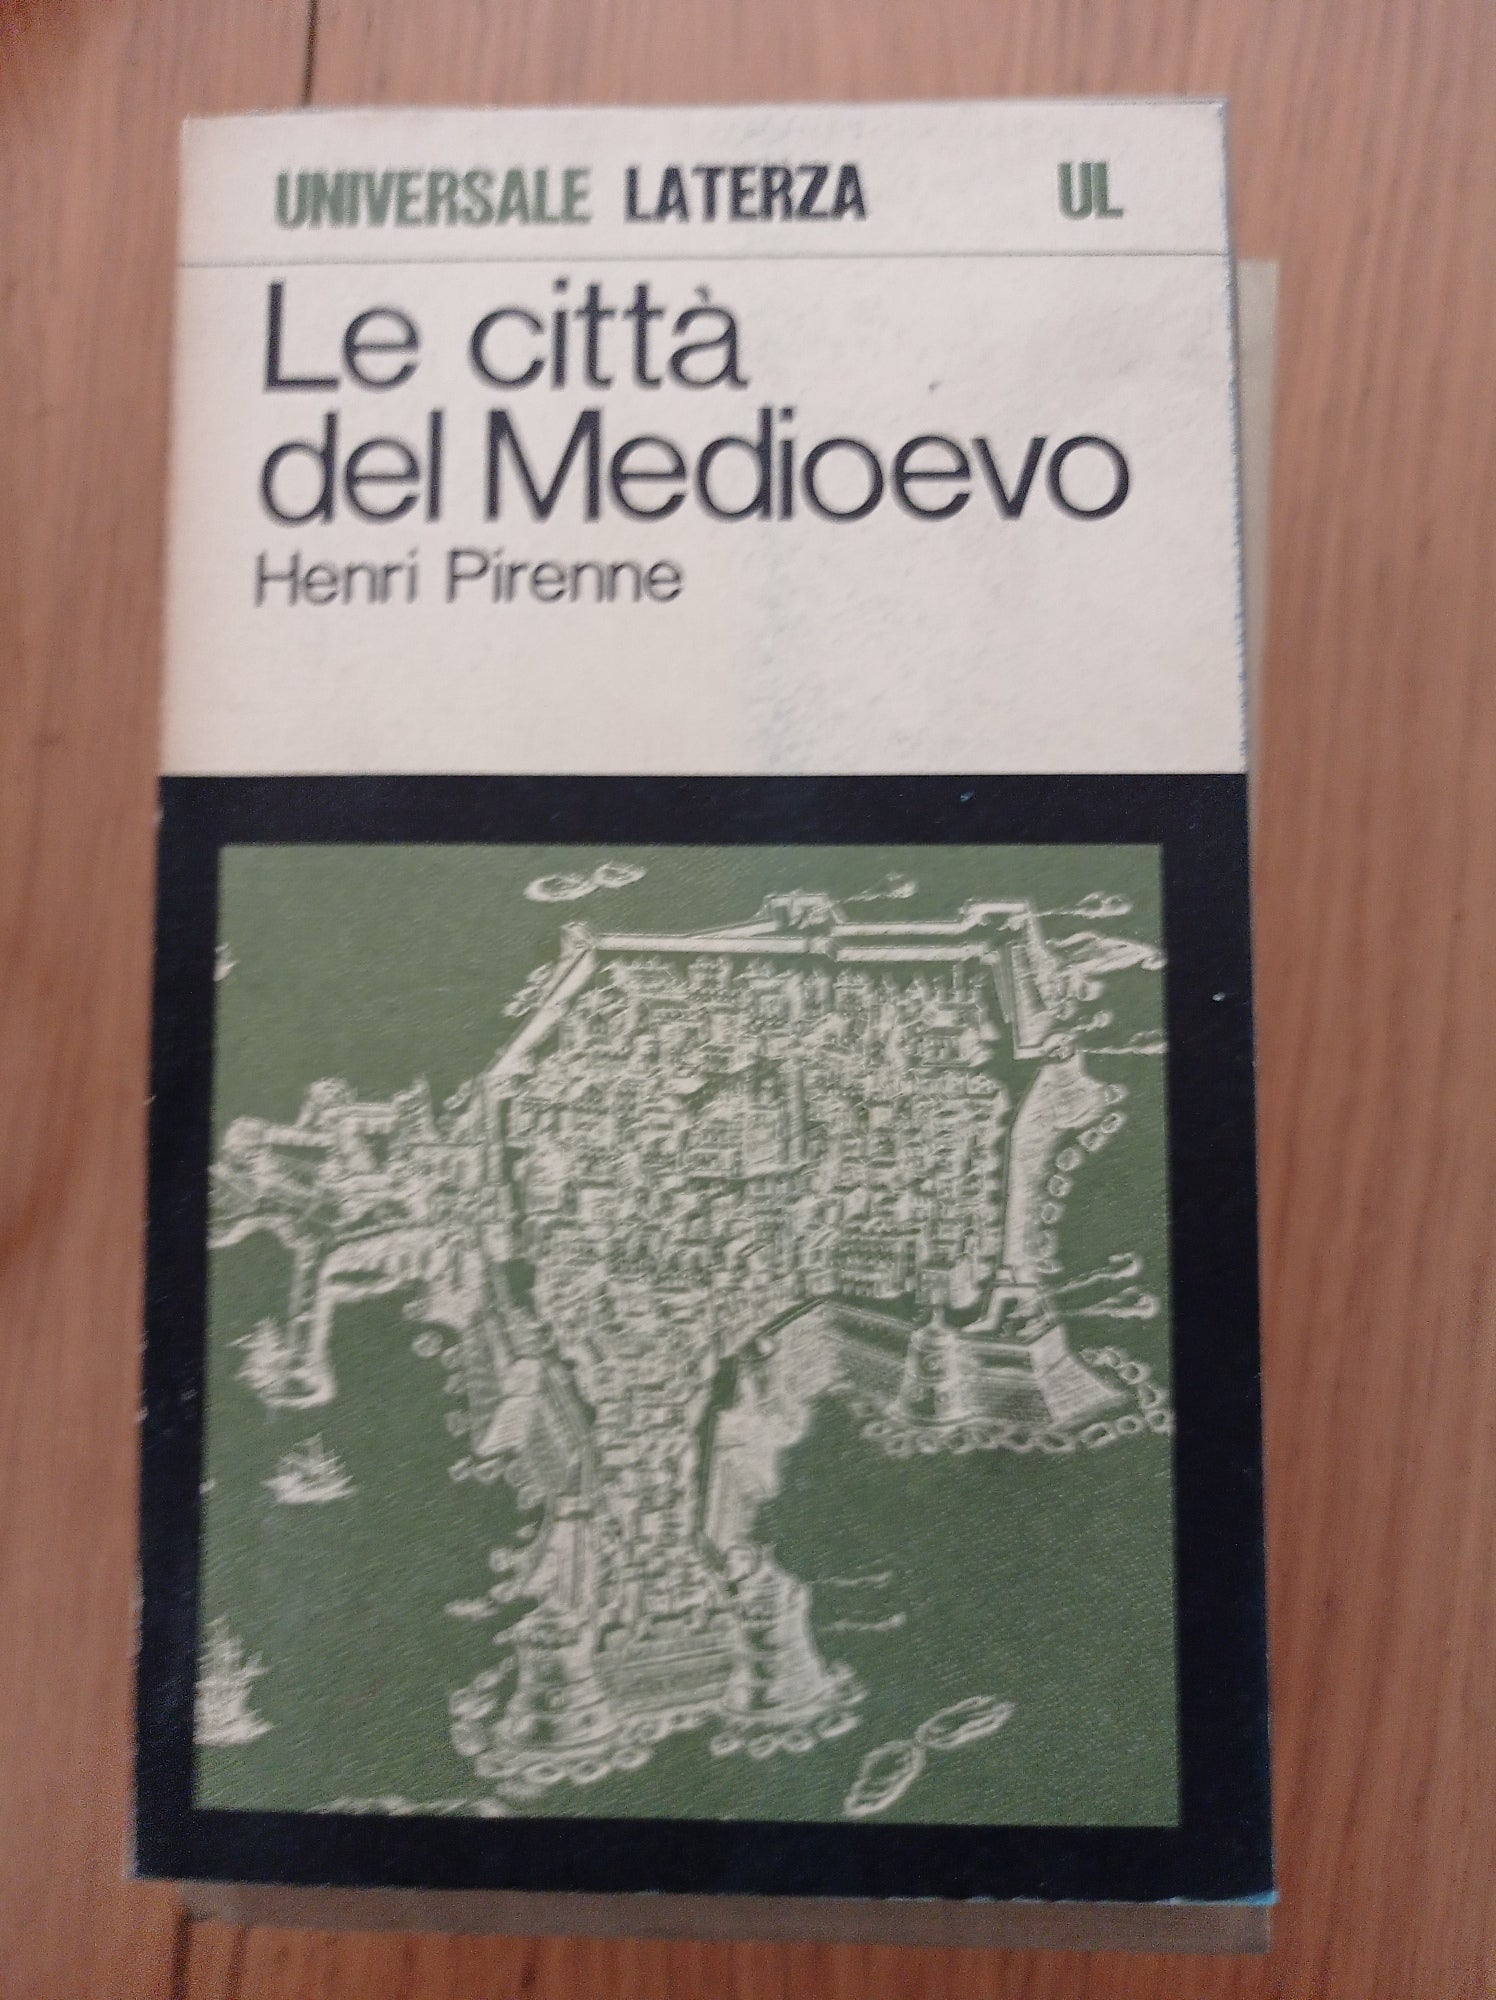 UNIVERSALE LATERZA UL
Le città
del Medioevo
Henri Pirenne